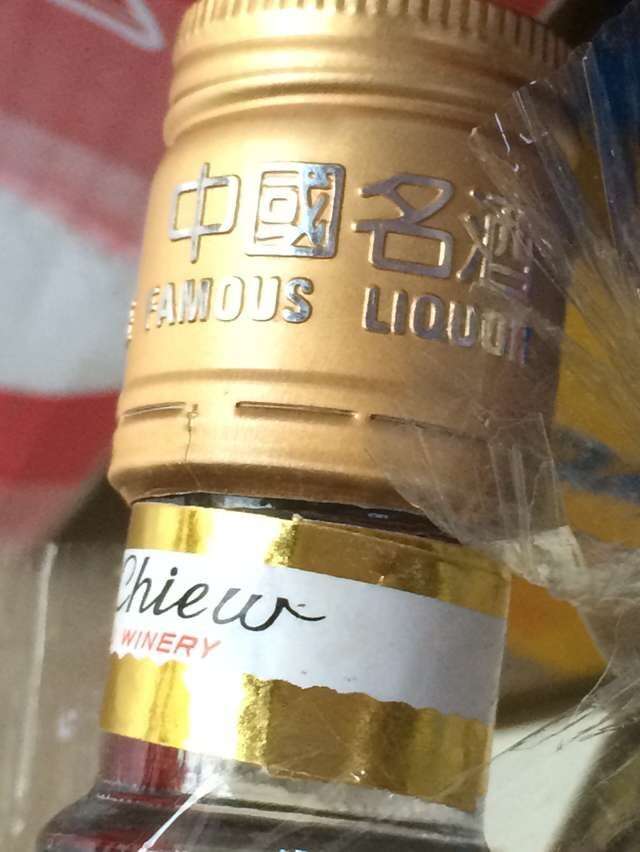 中國名酒
FAMOUS LIQUOR
Chiew
WINERY